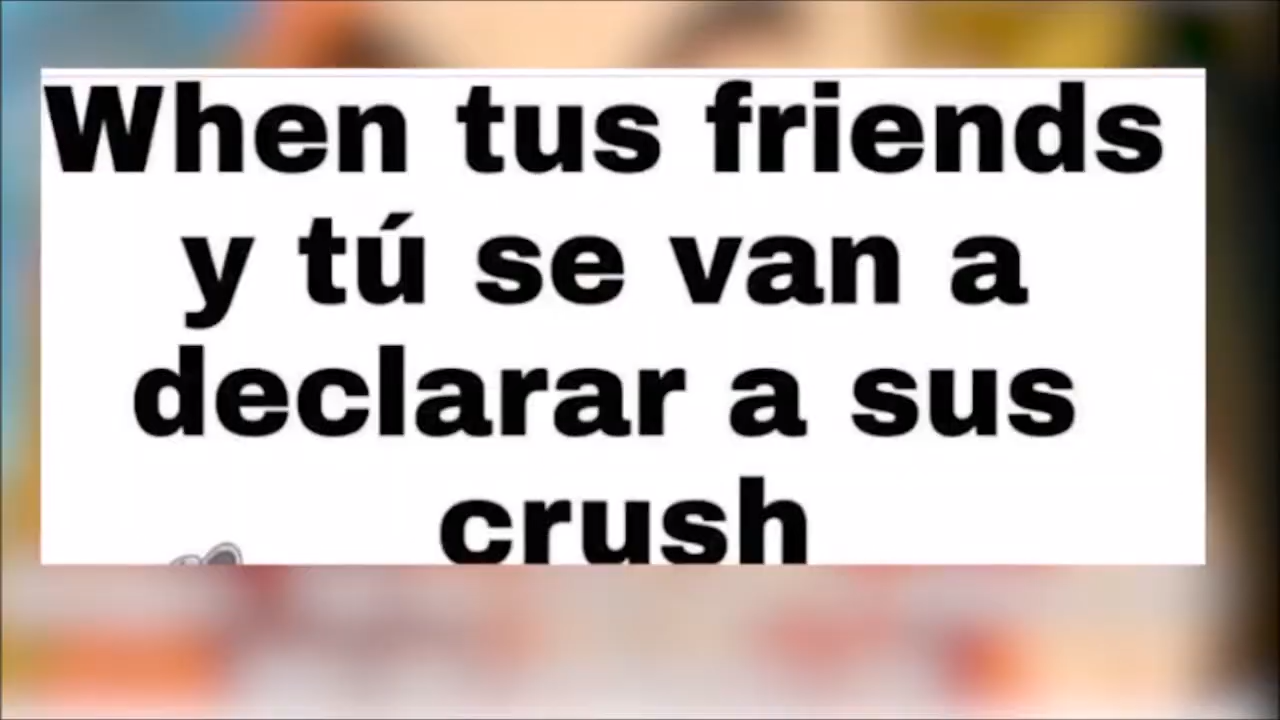 When tus friends
y tú se van a
declarar a sus
crush